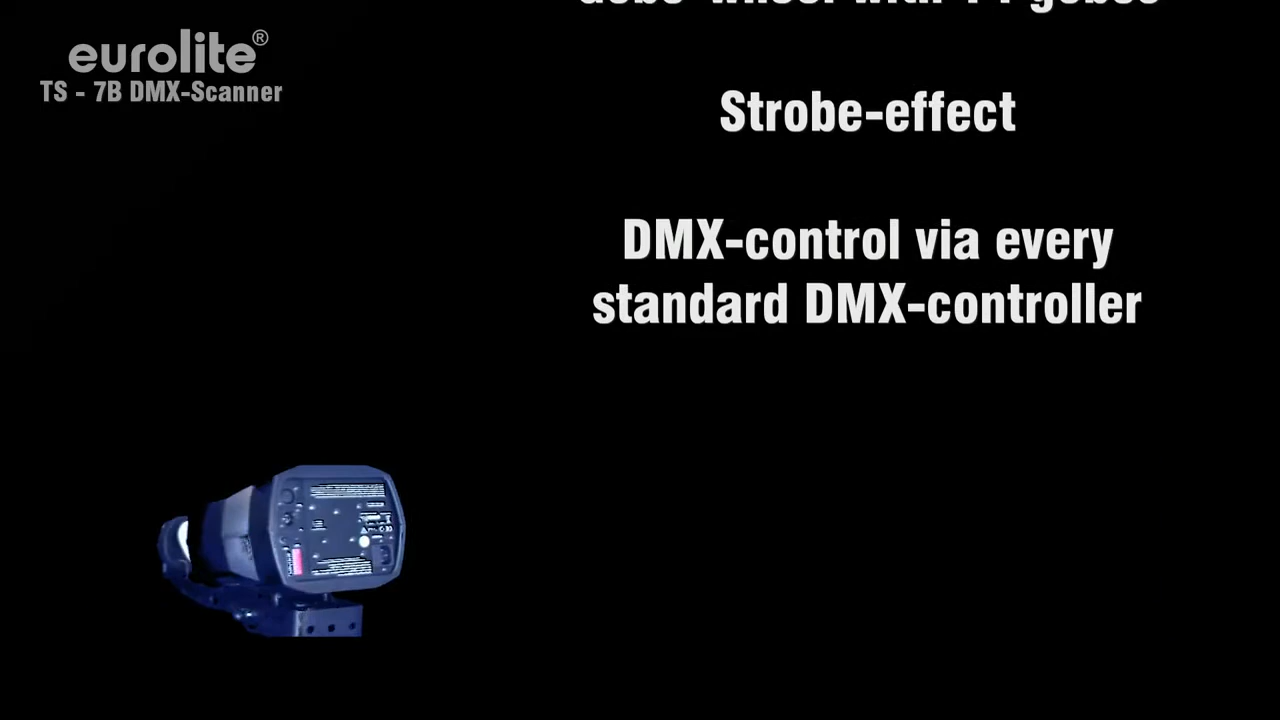 eurolite®
TS - 7B DMX-Scanner
Strobe-effect
DMX-control via every
standard DMX-controller